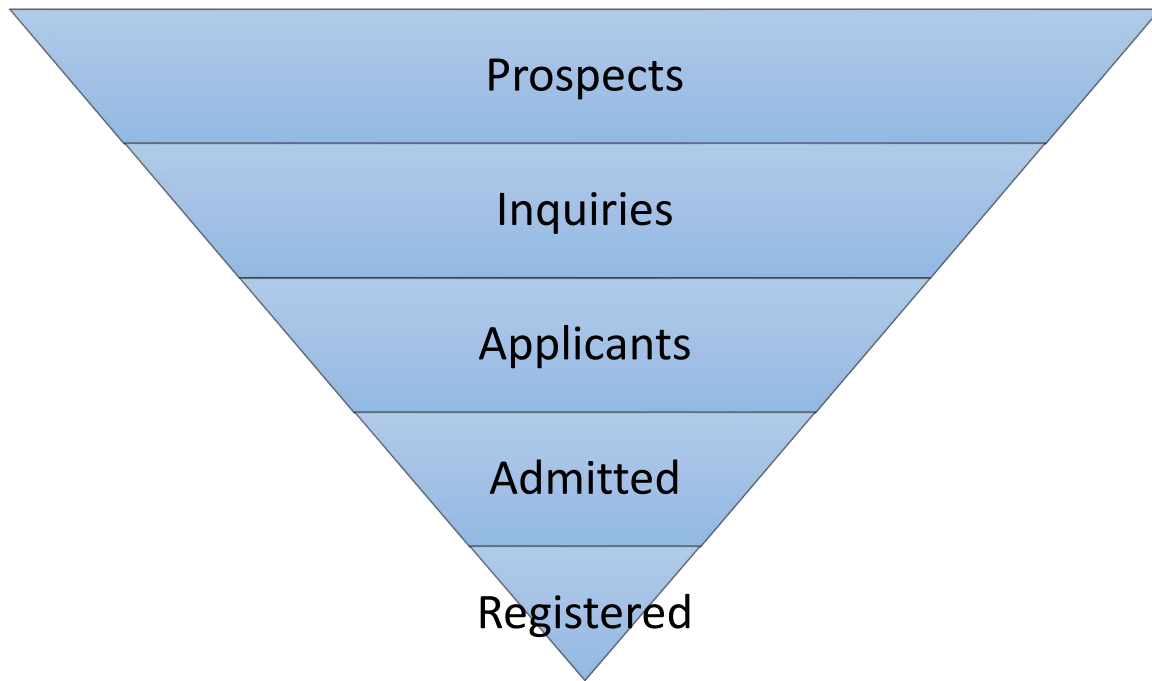 Prospects
Inquiries
Applicants
Admitted
Registered